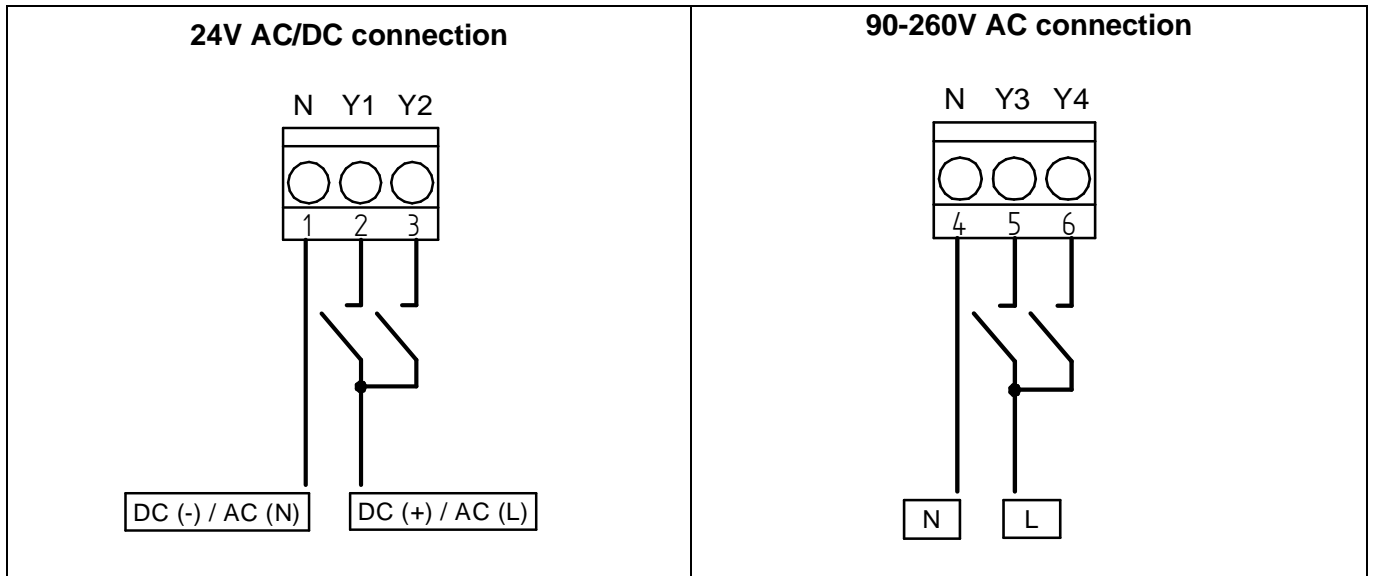 24V AC/DC connection
N Y1 Y2
1 2 3
DC (-) / AC (N)
DC (+) / AC (L)
90-260V AC connection
N Y3 Y4
4 5 6
N
L